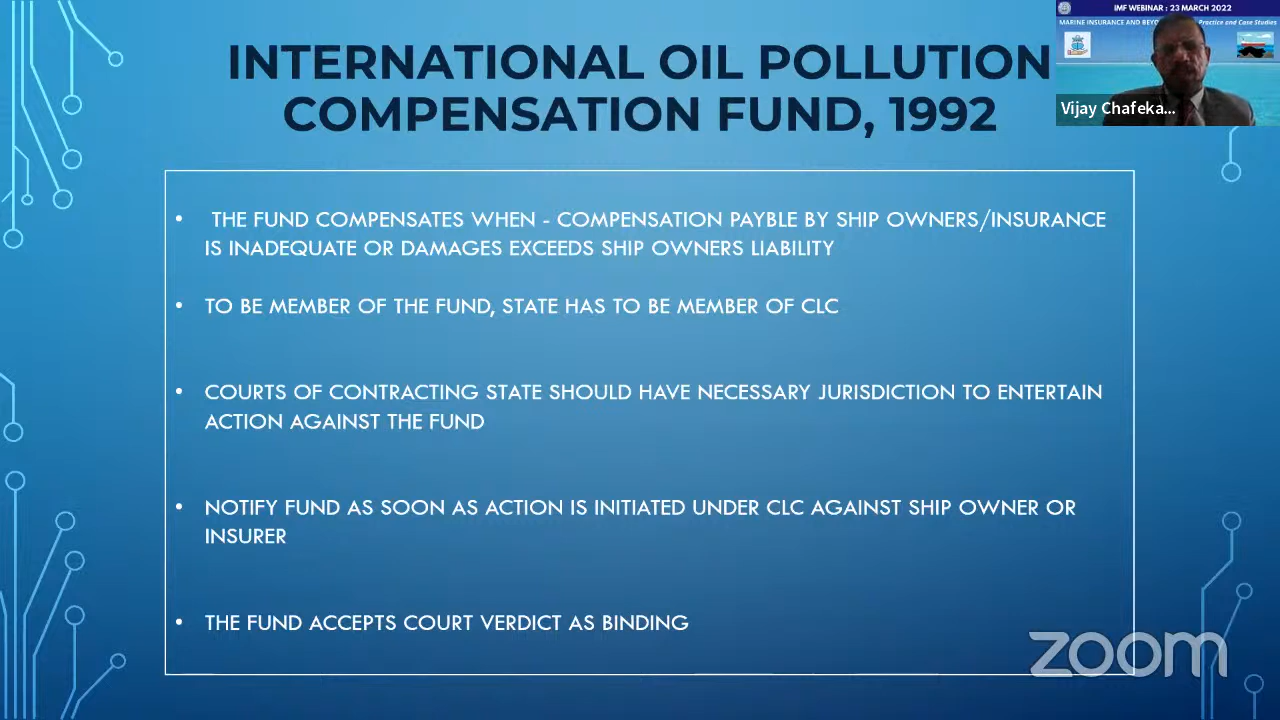 IMF WEBINAR : 23 MARCH 2022
MARINE INSURANCE AND BEYO
Practice and Case Studies
Vijay Chafeka...
INTERNATIONAL OIL POLLUTION
COMPENSATION FUND, 1992
• THE FUND COMPENSATES WHEN - COMPENSATION PAYBLE BY SHIP OWNERS/INSURANCE
IS INADEQUATE OR DAMAGES EXCEEDS SHIP OWNERS LIABILITY
• TO BE MEMBER OF THE FUND, STATE HAS TO BE MEMBER OF CLC
• COURTS OF CONTRACTING STATE SHOULD HAVE NECESSARY JURISDICTION TO ENTERTAIN
ACTION AGAINST THE FUND
• NOTIFY FUND AS SOON AS ACTION IS INITIATED UNDER CLC AGAINST SHIP OWNER OR
INSURER
• THE FUND ACCEPTS COURT VERDICT AS BINDING
zoom